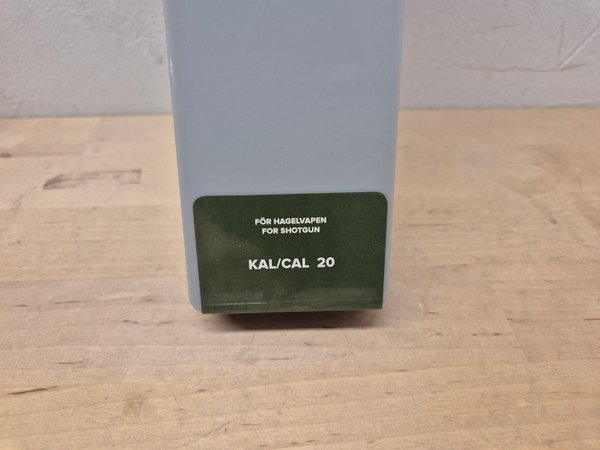 FÖR HAGELVAPEN
FOR SHOTGUN
KAL/CAL 20